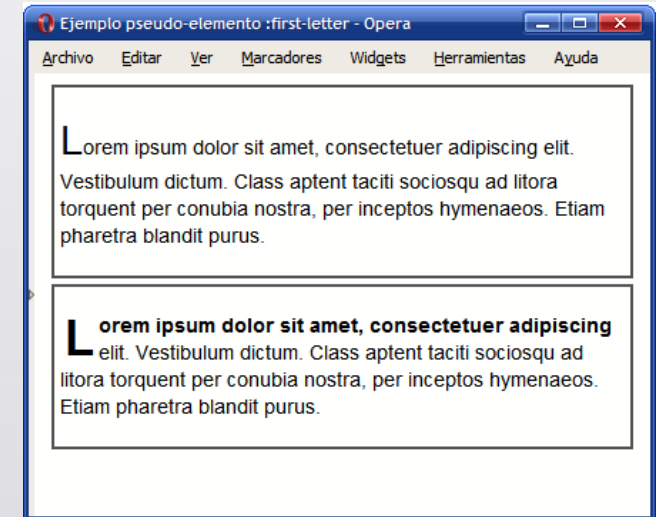 Ejemplo pseudo-elemento :first-letter - Opera
Archivo Editar Ver Marcadores Widgets Herramientas Ayuda
Lorem ipsum dolor sit amet, consectetuer adipiscing elit.
Vestibulum dictum. Class aptent taciti sociosqu ad litora
torquent per conubia nostra, per inceptos hymenaeos. Etiam
pharetra blandit purus.
Lorem ipsum dolor sit amet, consectetuer adipiscing
elit. Vestibulum dictum. Class aptent taciti sociosqu ad
litora torquent per conubia nostra, per inceptos hymenaeos.
Etiam pharetra blandit purus.